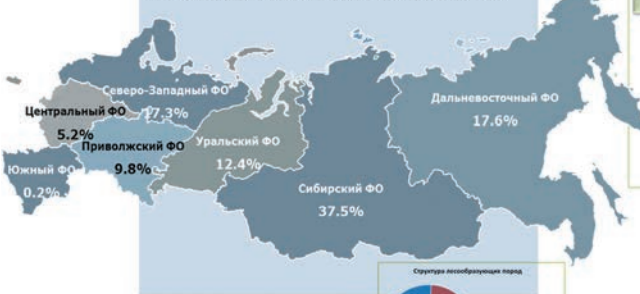 Северо-Западный ФО
17.3%
Центральный ФО
5.2%
Приволжский ФО
9.8%
Уральский ФО
12.4%
Южный ФО
0.2%
Сибирский ФО
37.5%
Дальневосточный ФО
17.6%
Структура лесообразующих пород